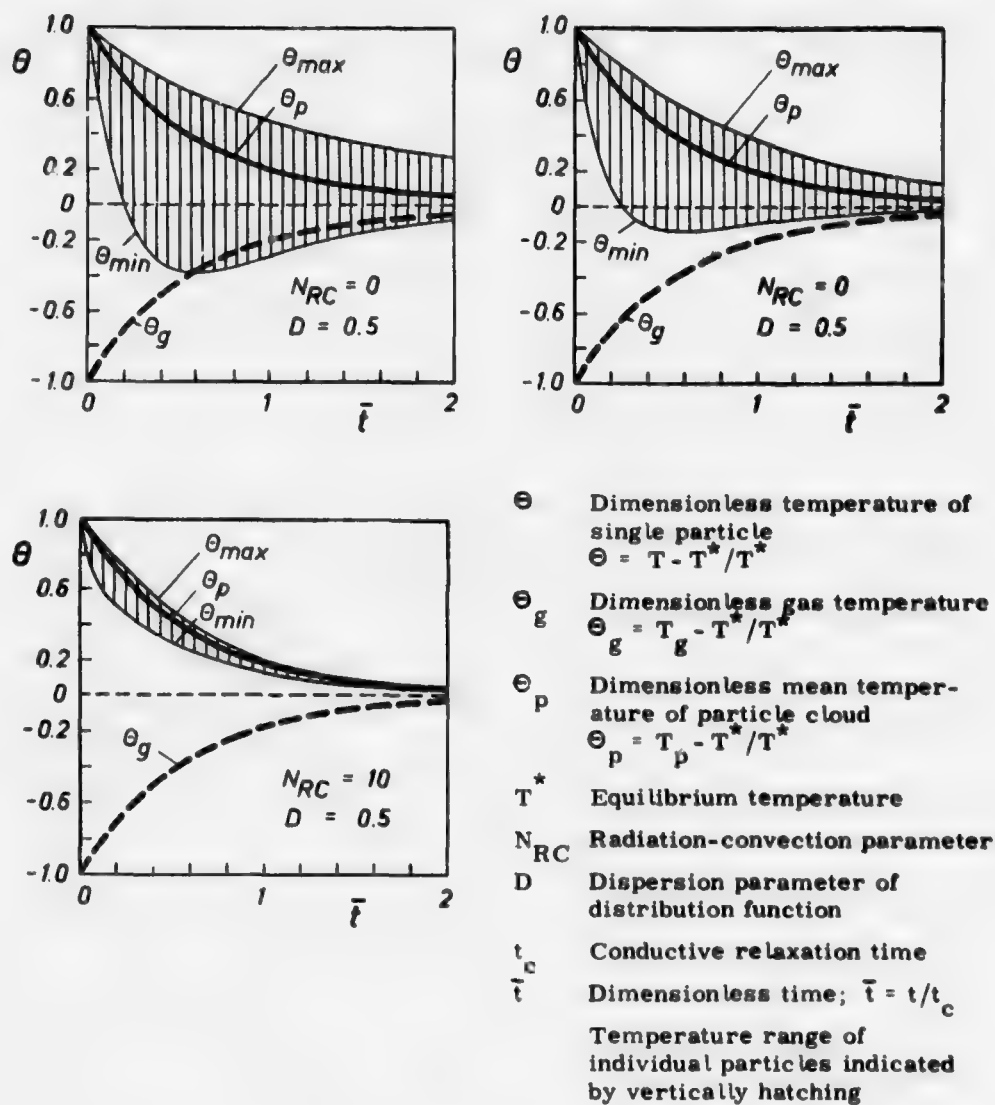 1.0
θ
0.6
0.2
0
-0.2
-0.6
-1.0
θmax
θp
θmin
θg
N_RC = 0
D = 0.5
0
1
2
t̄
1.0
θ
0.6
0.2
0
-0.2
-0.6
-1.0
θmax
θp
θmin
θg
N_RC = 0
D = 0.5
0
1
2
t̄
1.0
θ
0.6
0.2
0
-0.2
-0.6
-1.0
θmax
θp
θmin
θg
N_RC = 10
D = 0.5
0
1
2
t̄
Θ Dimensionless temperature of
single particle
Θ = T - T*/T*
Θg Dimensionless gas temperature
Θg = Tg - T*/T*
Θp Dimensionless mean temper-
ature of particle cloud
Θp = Tp - T*/T*
T* Equilibrium temperature
N_RC Radiation-convection parameter
D Dispersion parameter of
distribution function
t_c Conductive relaxation time
t̄ Dimensionless time; t̄ = t/t_c
Temperature range of
individual particles indicated
by vertically hatching